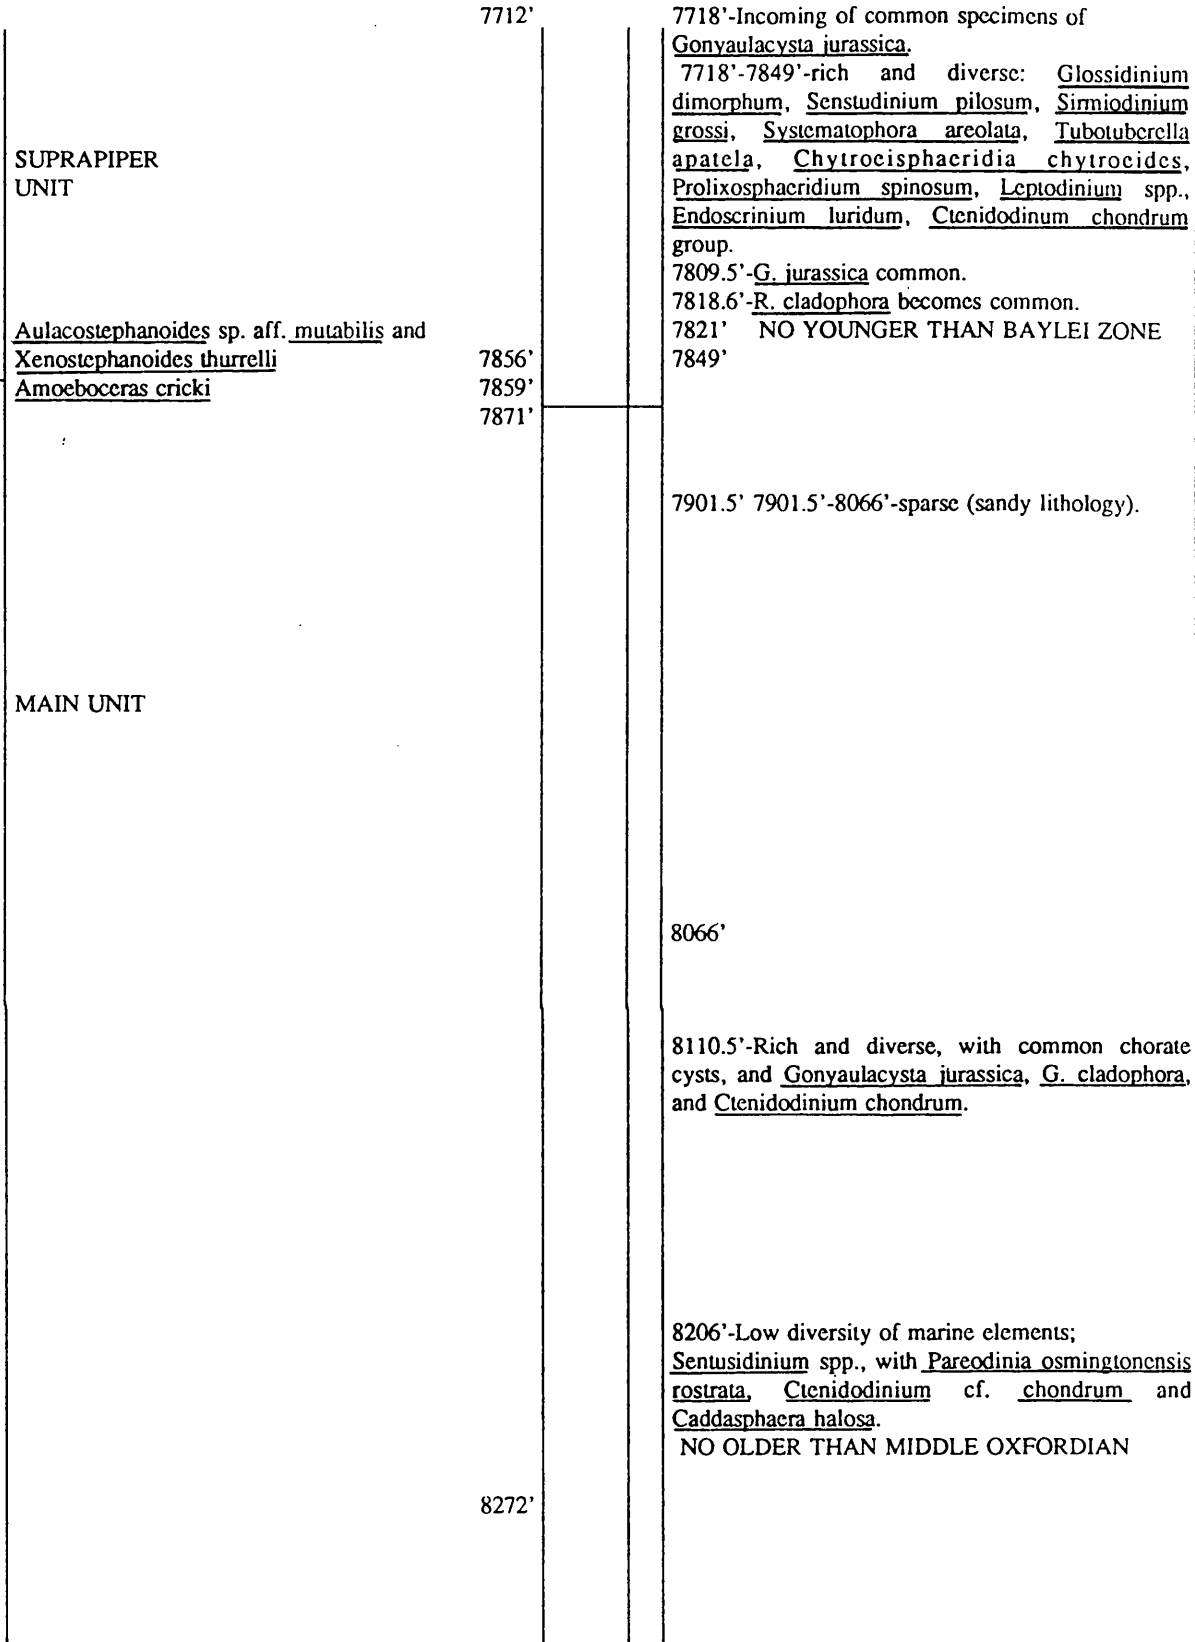 7712'
SUPRAPIPER
UNIT
Aulacostephanoides sp. aff. mutabilis and
Xenostephanoides thurrelli 7856'
Amoeboceras cricki 7859'
7871'
MAIN UNIT
8272'
7718'-Incoming of common specimens of
Gonyaulacysta jurassica.
7718'-7849'-rich and diverse: Glossidinium
dimorphum, Senstudinium pilosum, Sirmiodinium
grossi, Systematophora areolata, Tubotuberella
apatela, Chytroeisphaeridia chytroeides,
Prolixosphaeridium spinosum, Leptodinium spp.,
Endoscrinium luridum, Ctenidodinum chondrum
group.
7809.5'-G. jurassica common.
7818.6'-R. cladophora becomes common.
7821' NO YOUNGER THAN BAYLEI ZONE
7849'
7901.5' 7901.5'-8066'-sparse (sandy lithology).
8066'
8110.5'-Rich and diverse, with common chorate
cysts, and Gonyaulacysta jurassica, G. cladophora,
and Ctenidodinium chondrum.
8206'-Low diversity of marine elements;
Sentusidinium spp., with Pareodinia osmingtonensis
rostrata, Ctenidodinium cf. chondrum and
Caddasphaera halosa.
NO OLDER THAN MIDDLE OXFORDIAN